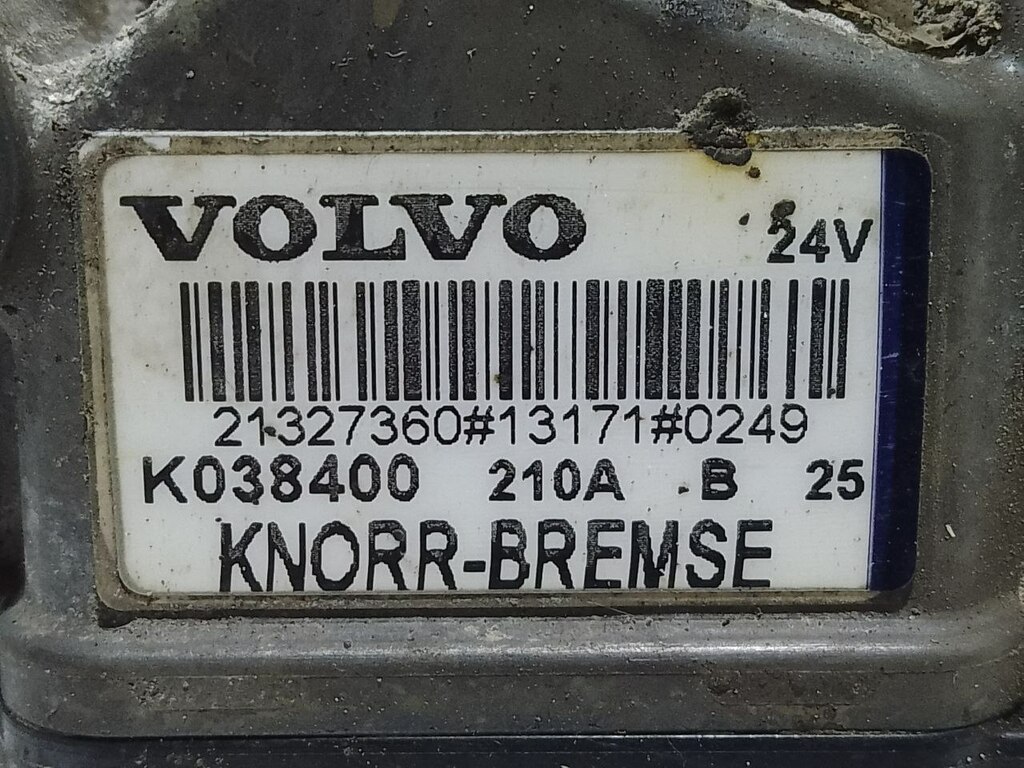 VOLVO 24V
21327360#13171#0249
K038400 210A B 25
KNORR-BREMSE